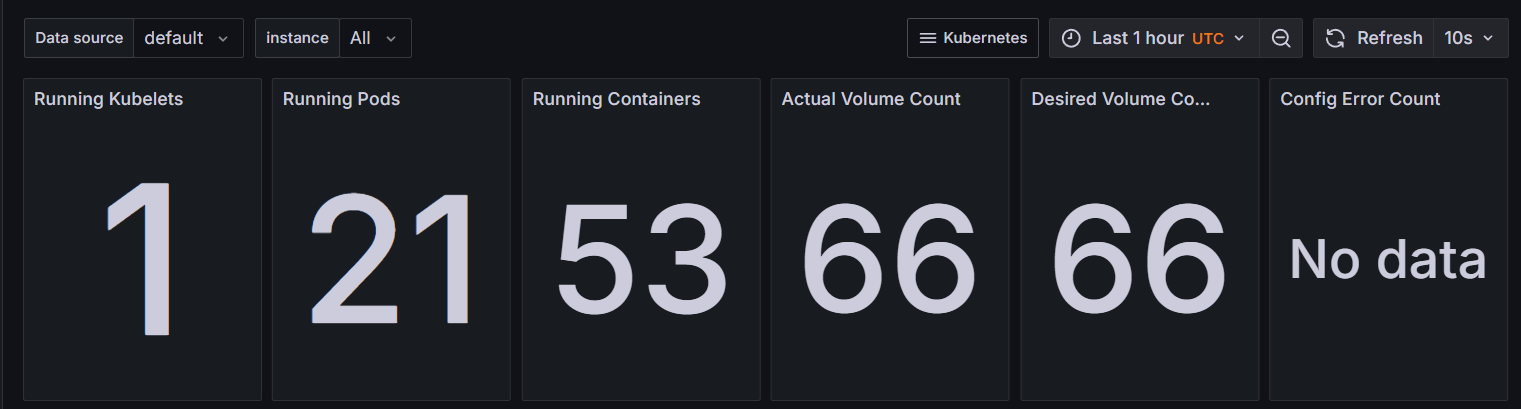 Data source default instance All Kubernetes Last 1 hour UTC Refresh 10s
Running Kubelets Running Pods Running Containers Actual Volume Count Desired Volume Co... Config Error Count
1 21 53 66 66 No data